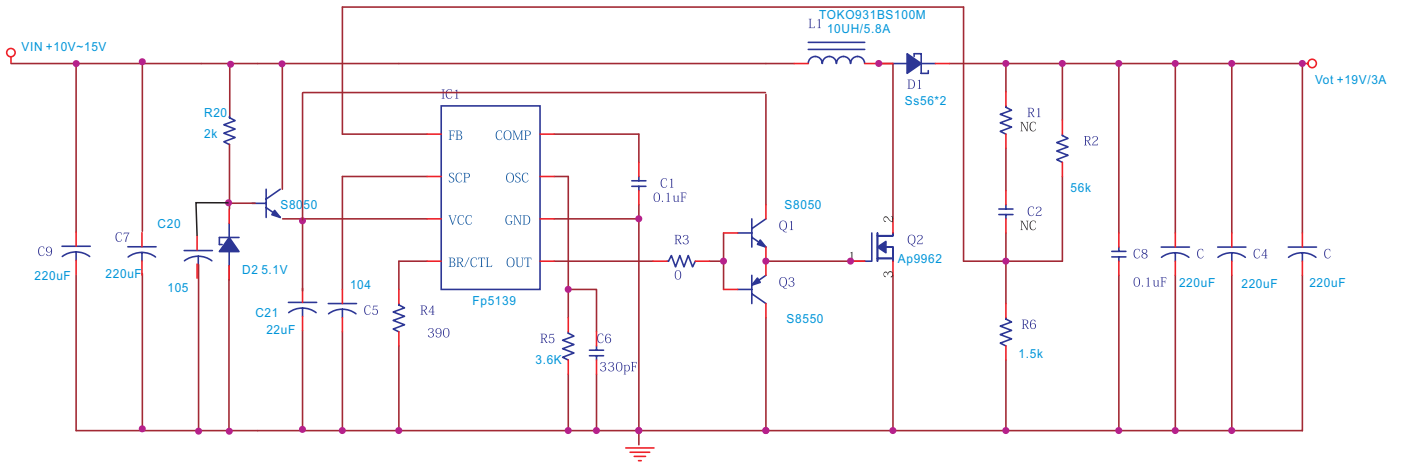 TOKO931BS100M
L1
10UH/5.8A
VIN +10V~15V
D1
Ss56*2
Vot +19V/3A
IC1
R20
2k
FB
COMP
SCP
OSC
VCC
GND
BR/CTL
OUT
Fp5139
S8050
C1
0.1uF
R1
NC
R2
56k
C2
NC
S8050
Q1
2
Q2
1
Ap9962
3
R3
0
Q3
S8550
C20
105
D2 5.1V
C9
220uF
C7
220uF
C21
22uF
104
C5
R4
390
R5
3.6K
C6
330pF
R6
1.5k
C8
0.1uF
C
220uF
C4
220uF
C
220uF